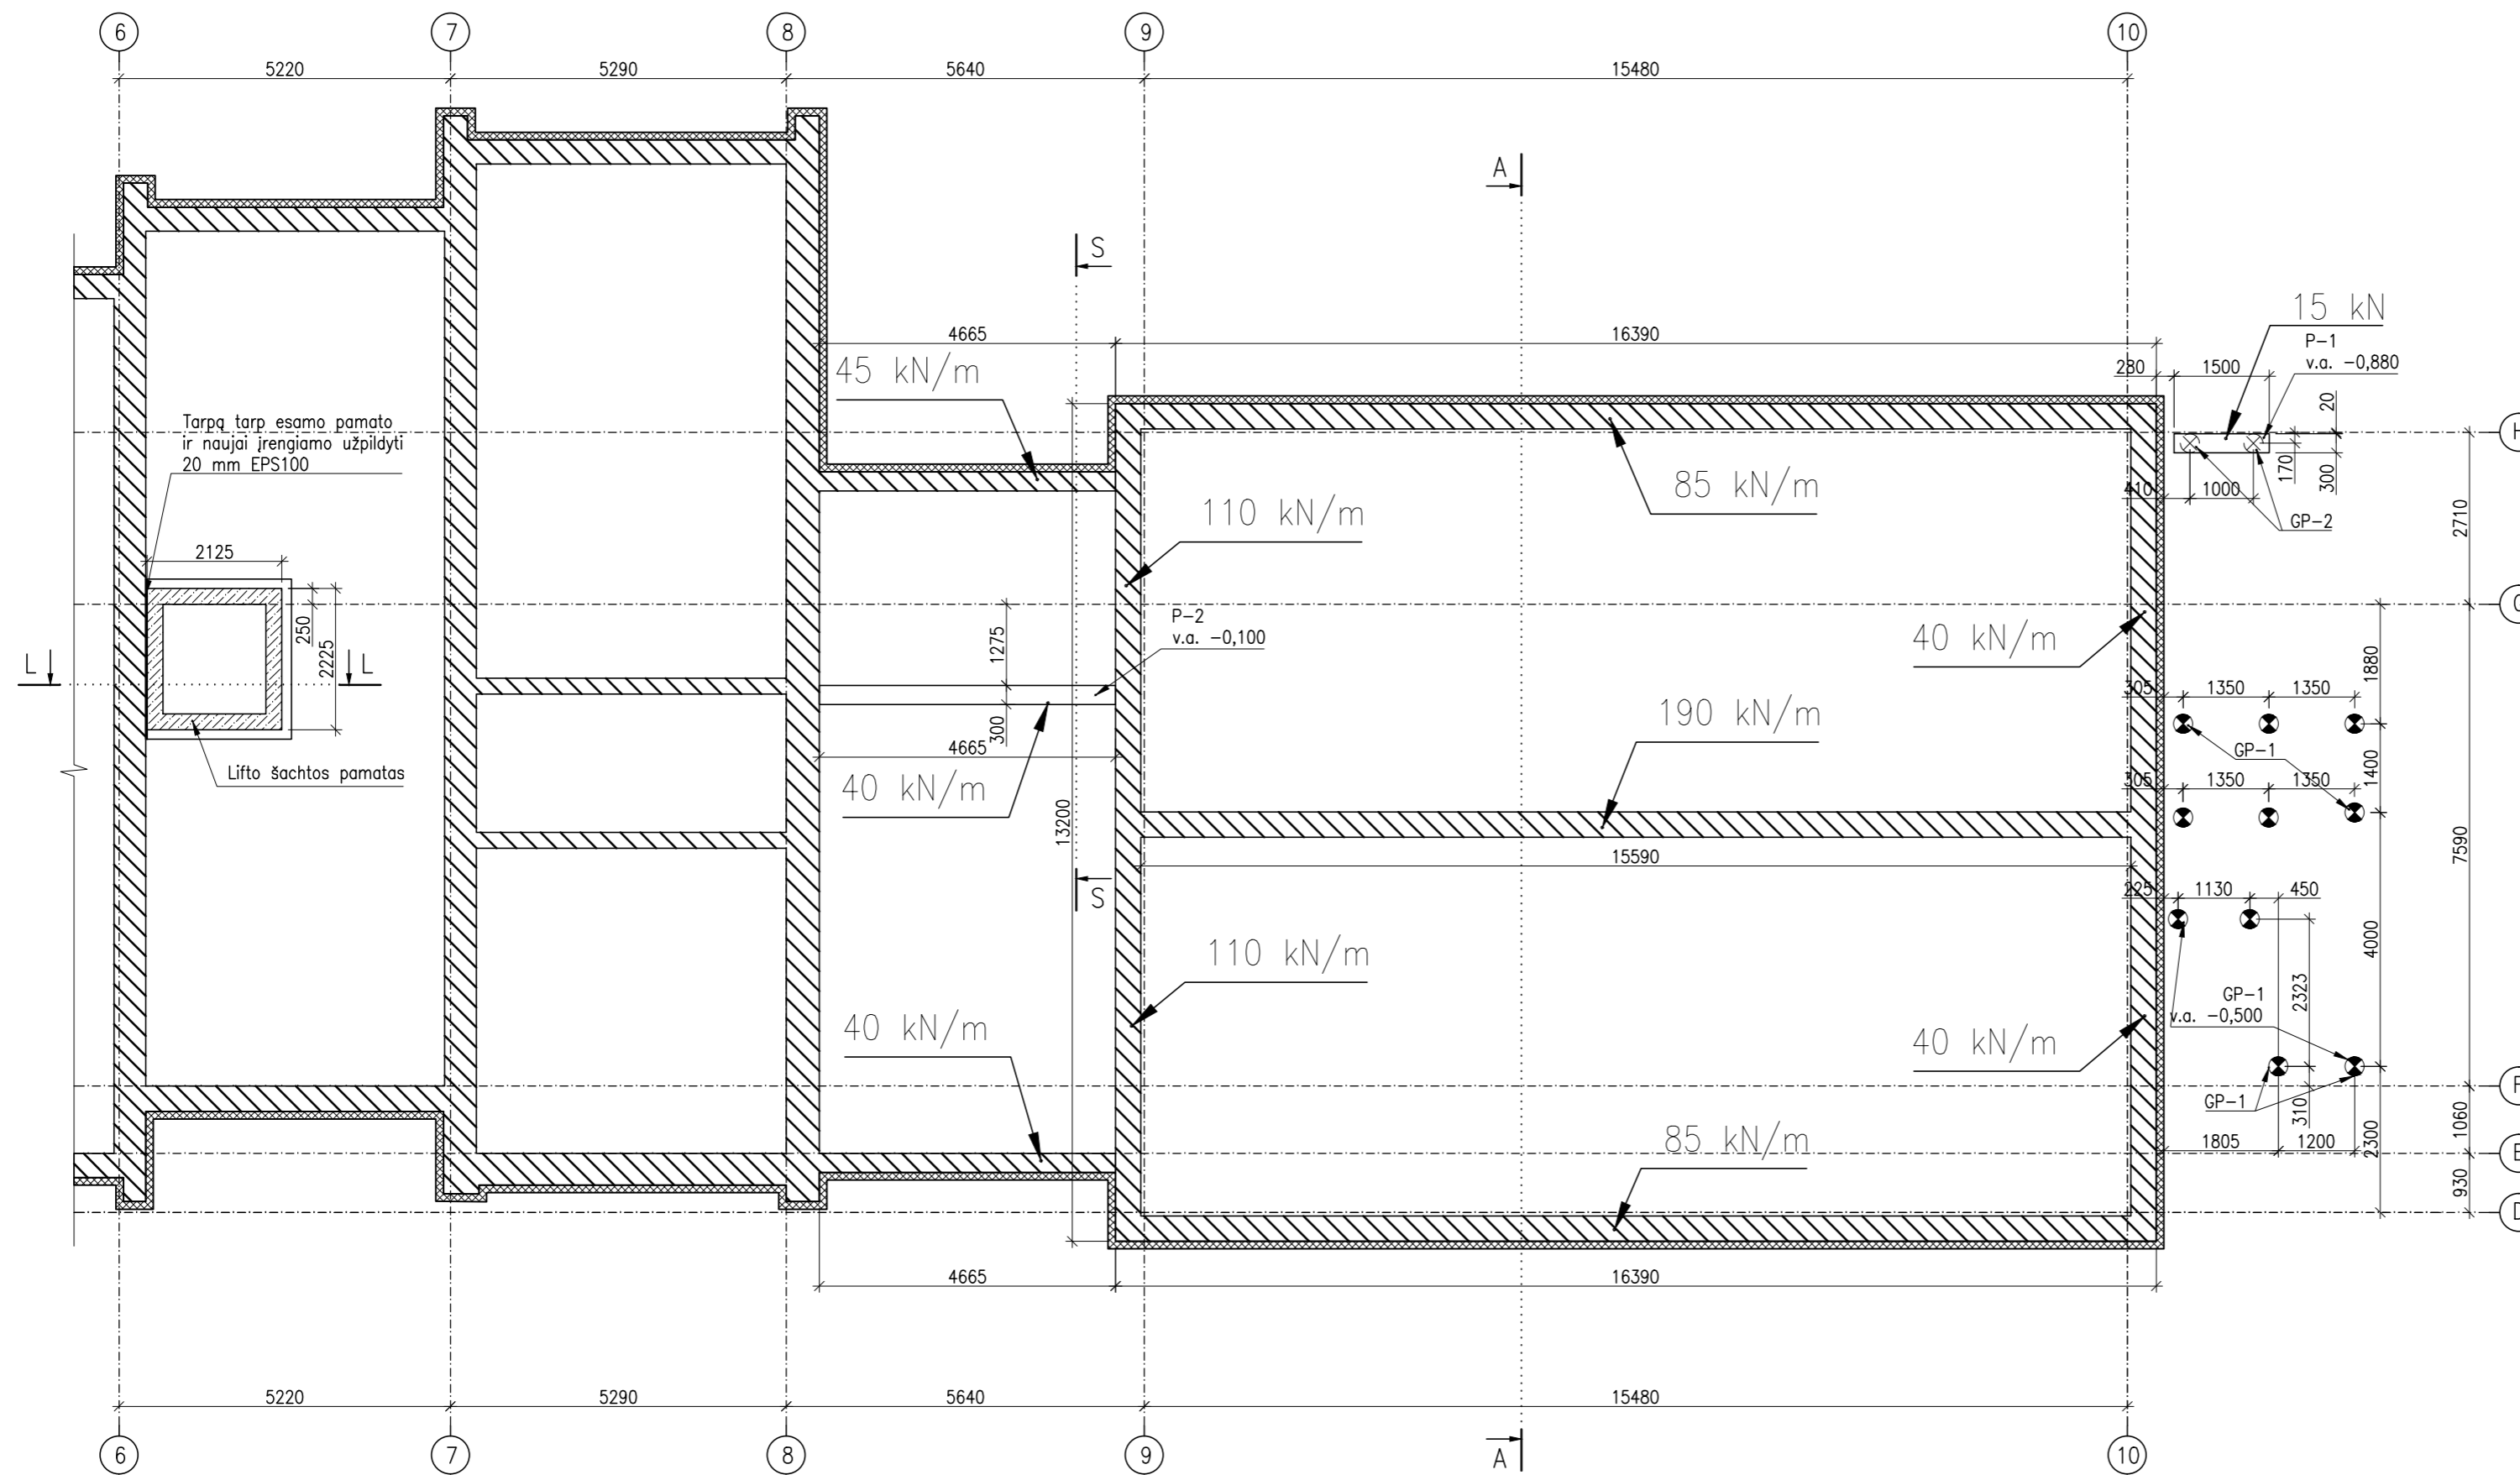 6
7
8
9
10
5220
5290
5640
15480
A
S
15 kN
P-1
v.a. -0,880
4665
16390
280
1500
20
45 kN/m
H
Tarpą tarp esamo pamato
ir naujai įrengiamo užpildyti
20 mm EPS100
170
300
85 kN/m
410
1000
110 kN/m
GP-2
2710
2125
250
2225
1275
P-2
v.a. -0,100
40 kN/m
L
L
1880
305
1350
1350
300
190 kN/m
4665
GP-1
Lifto šachtos pamatas
40 kN/m
305
1350
1350
1400
13200
15590
7590
S
225
1130
450
110 kN/m
4000
2323
GP-1
v.a. -0,500
40 kN/m
40 kN/m
F
GP-1
310
1060
85 kN/m
1805
1200
2300
930
4665
16390
5220
5290
5640
15480
A
6
7
8
9
10